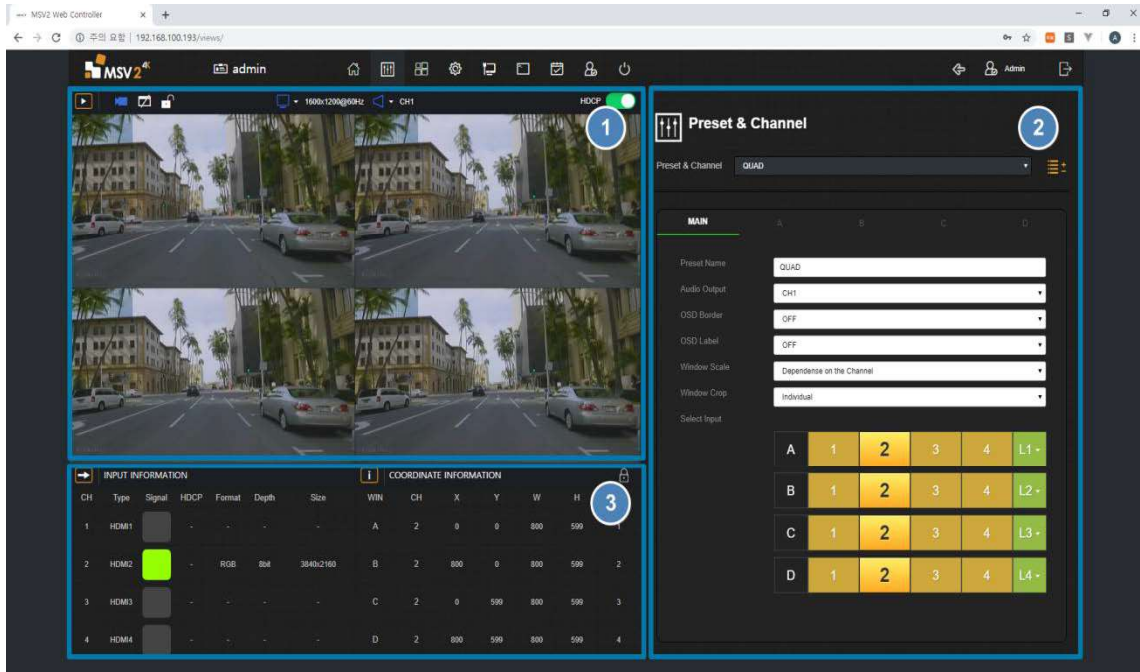 MSV2 Web Controller
주의 요함 | 192.168.100.193/views/
MSV2 4K admin Admin
1600x1200@60Hz CH1 HDCP
1
Preset & Channel
2
Preset & Channel QUAD
MAIN A B C D
Preset Name QUAD
Audio Output CH1
OSD Border OFF
OSD Label OFF
Window Scale Dependense on the Channel
Window Crop Individual
Select Input
A 1 2 3 4 L1
B 1 2 3 4 L2
C 1 2 3 4 L3
D 1 2 3 4 L4
INPUT INFORMATION
CH Type Signal HDCP Format Depth Size
1 HDMI1 - - - -
2 HDMI2 - RGB 8bit 3840x2160
3 HDMI3 - - - -
4 HDMI4 - - - -
COORDINATE INFORMATION
3
WIN CH X Y W H
A 2 0 0 800 599 1
B 2 800 0 800 599 2
C 2 0 599 800 599 3
D 2 800 599 800 599 4